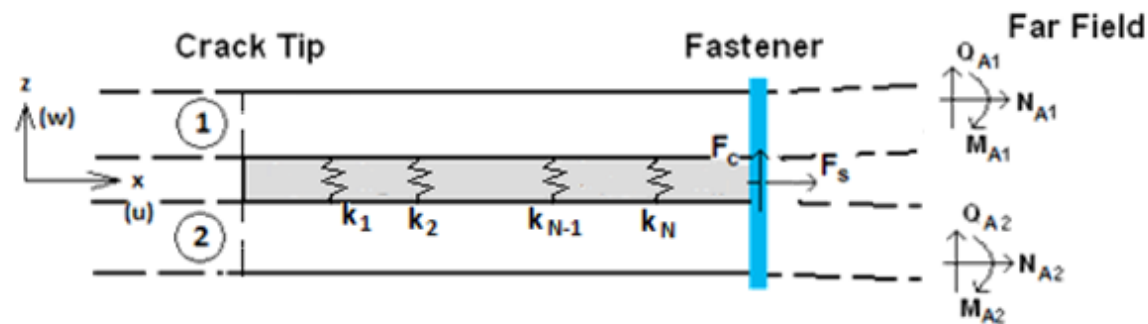 Far Field
Crack Tip
Fastener
z
(w)
x
(u)
1
2
k1
k2
kN-1
kN
Fc
Fs
QA1
NA1
MA1
QA2
NA2
MA2